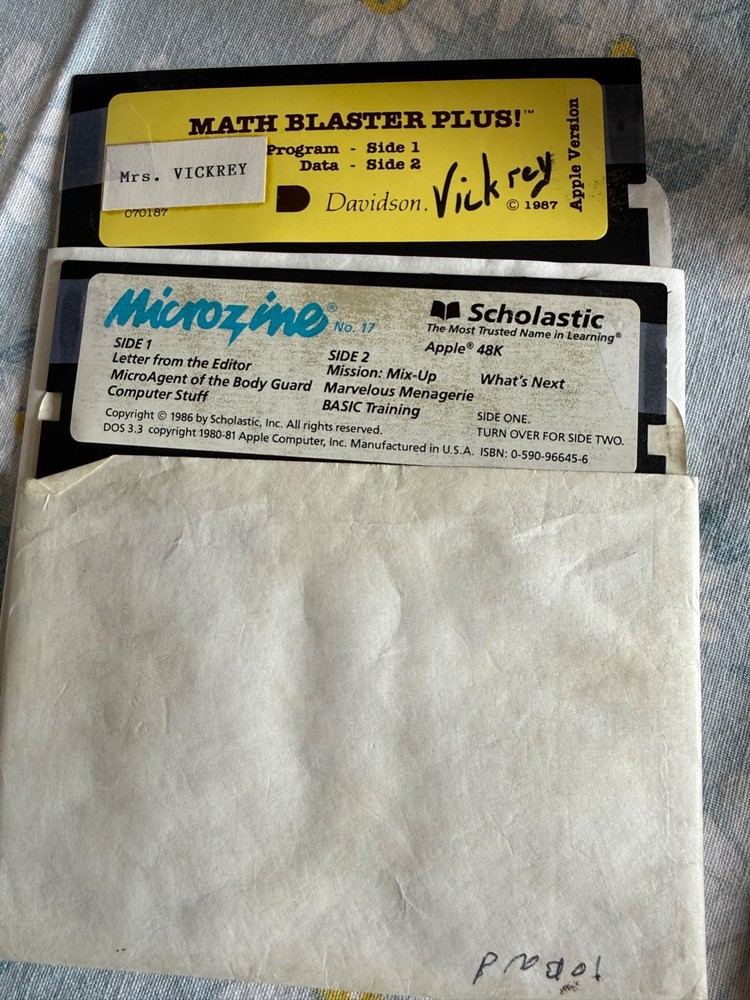 MATH BLASTER PLUS!™
Program - Side 1
Data - Side 2
Mrs. VICKREY
Vickrey
070187
Davidson.
© 1987
Apple Version
Microzine® No. 17
Scholastic
The Most Trusted Name in Learning®
Apple® 48K
SIDE 1
Letter from the Editor
MicroAgent of the Body Guard
Computer Stuff
SIDE 2
Mission: Mix-Up
Marvelous Menagerie
BASIC Training
What's Next
SIDE ONE.
TURN OVER FOR SIDE TWO.
Copyright © 1986 by Scholastic, Inc. All rights reserved.
DOS 3.3 copyright 1980-81 Apple Computer, Inc. Manufactured in U.S.A. ISBN: 0-590-96645-6